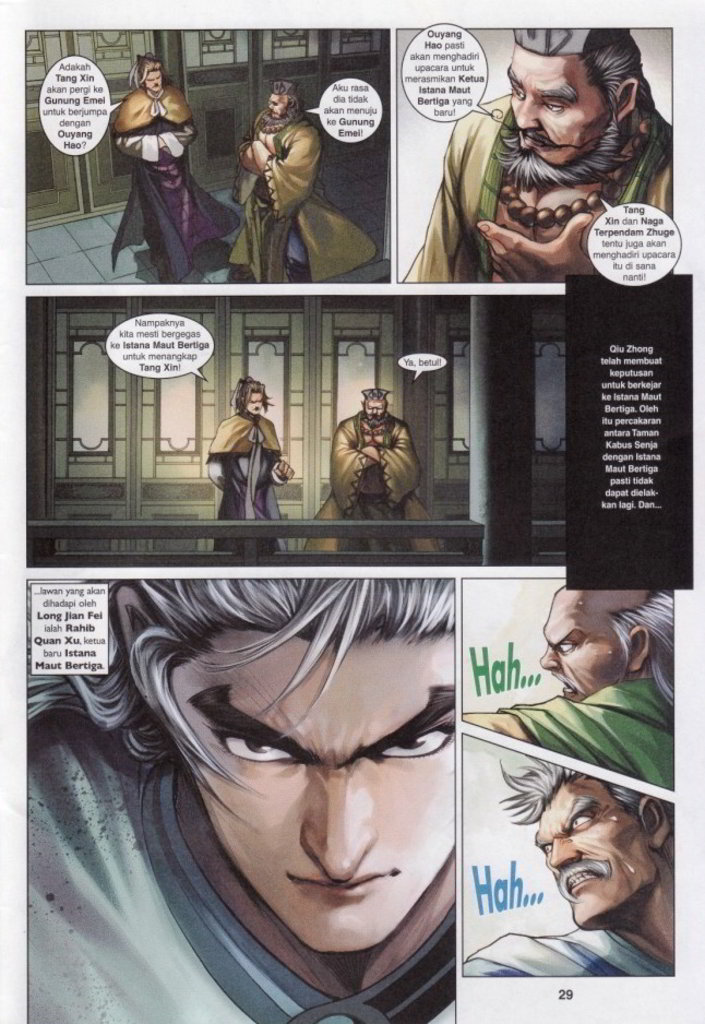 Adakah
Tang Xin
akan pergi ke
Gunung Emei
untuk berjumpa
dengan
Ouyang
Hao?
Aku rasa
dia tidak
akan menuju
ke Gunung
Emei!
Ouyang
Hao pasti
akan menghadiri
upacara untuk
merasmikan Ketua
Istana Maut
Bertiga yang
baru!
Tang
Xin dan Naga
Terpendam Zhuge
tentu juga akan
menghadiri upacara
itu di sana
nanti!
Nampaknya
kita mesti bergegas
ke Istana Maut Bertiga
untuk menangkap
Tang Xin!
Ya, betul!
Qiu Zhong
telah membuat
keputusan
untuk berkejar
ke Istana Maut
Bertiga. Oleh
itu percakaran
antara Taman
Kabus Senja
dengan Istana
Maut Bertiga
pasti tidak
dapat dielak-
kan lagi. Dan...
...lawan yang akan
dihadapi oleh
Long Jian Fei
ialah Rahib
Quan Xu, ketua
baru Istana
Maut Bertiga.
Hah...
Hah...
29